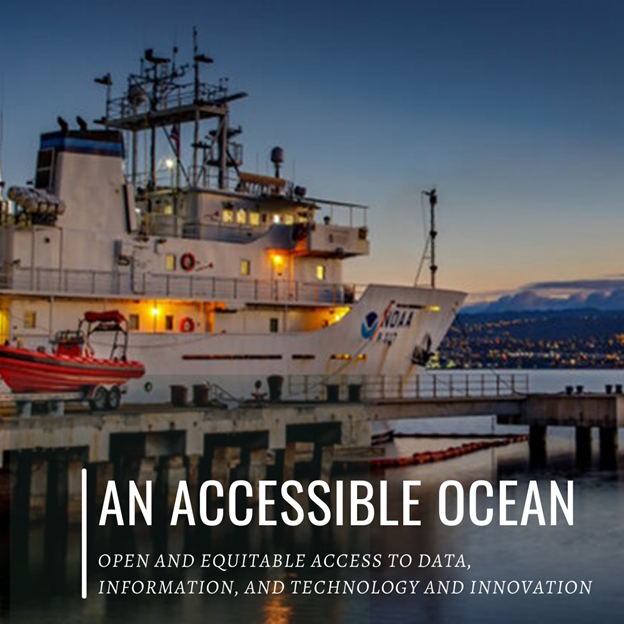 NOAA
AN ACCESSIBLE OCEAN
OPEN AND EQUITABLE ACCESS TO DATA,
INFORMATION, AND TECHNOLOGY AND INNOVATION